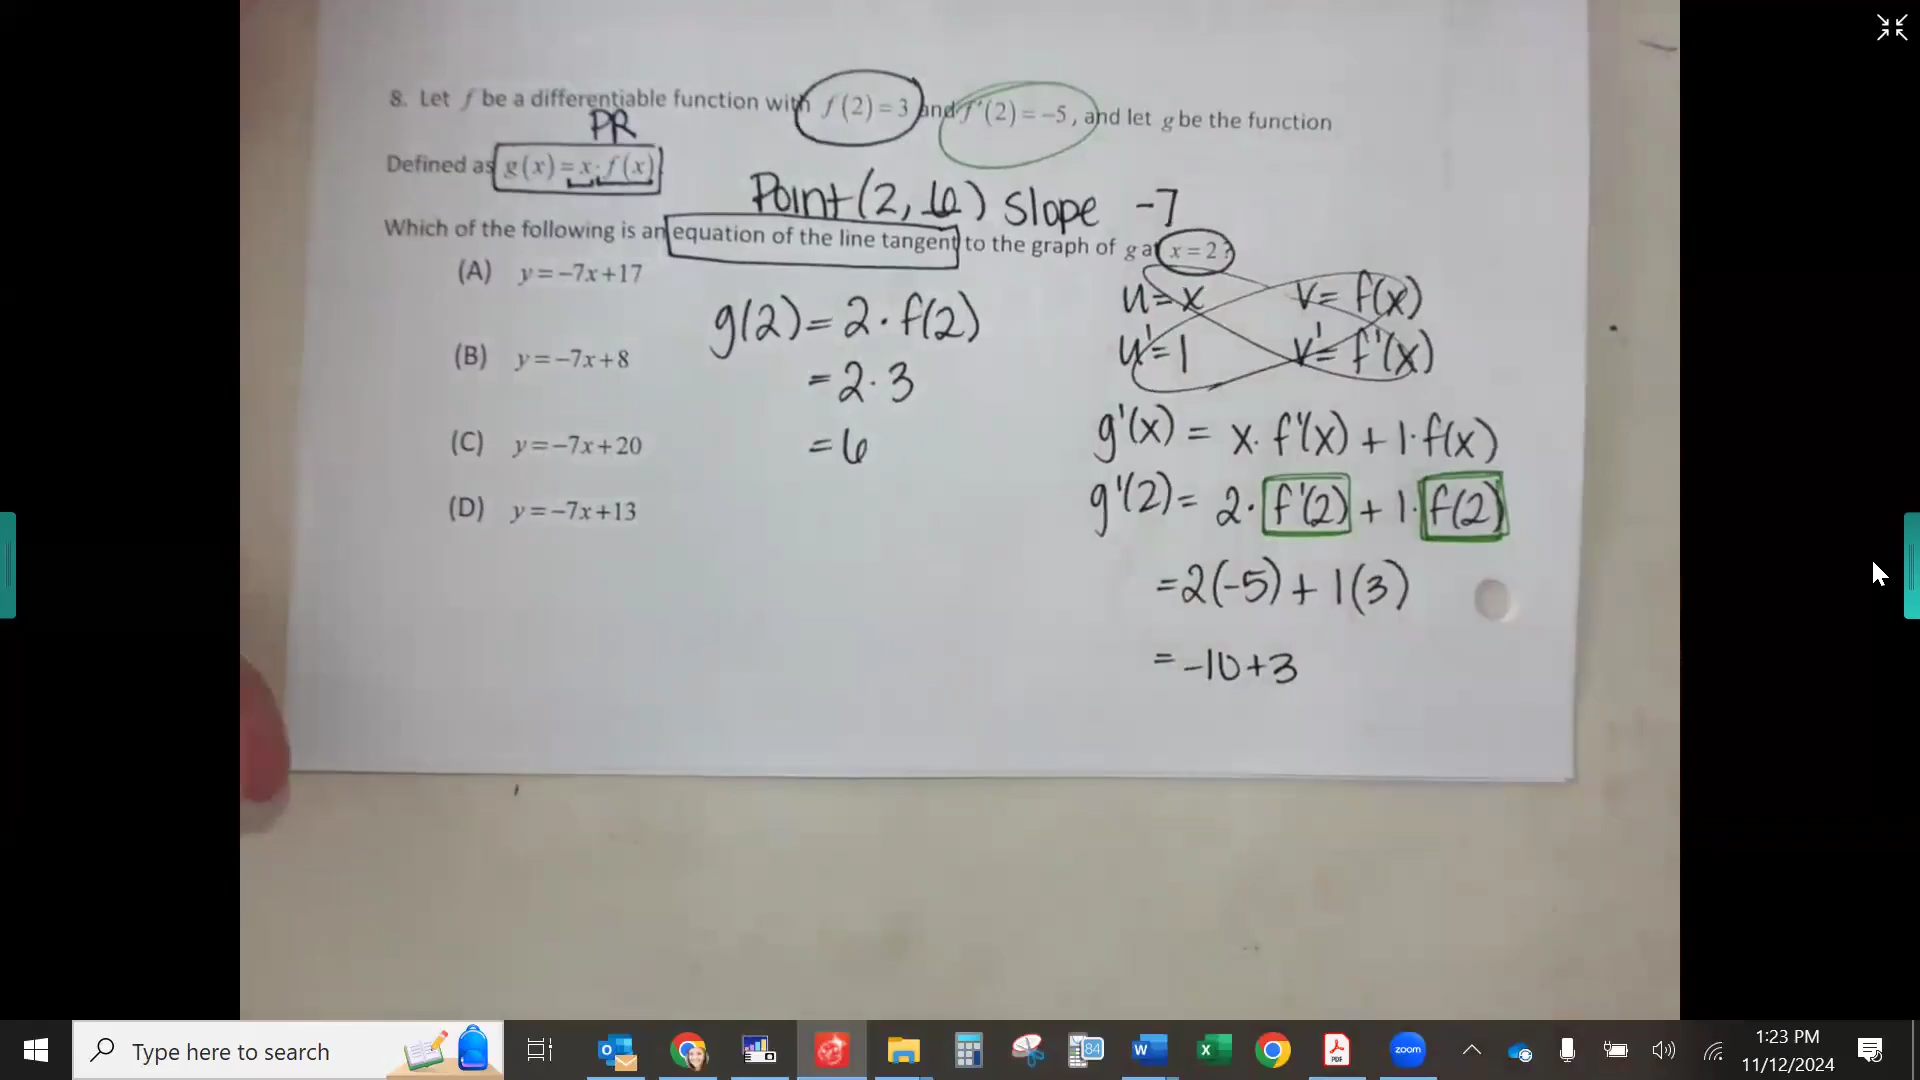 8. Let f be a differentiable function with f(2)=3 and f'(2)=-5, and let g be the function
PR
Defined as g(x)=x·f(x)
Point (2, 6) Slope -7
Which of the following is an equation of the line tangent to the graph of g at x=2?
(A) y=-7x+17
(B) y=-7x+8
(C) y=-7x+20
(D) y=-7x+13
g(2)=2·f(2)
=2·3
=6
u=x v=f(x)
u'=1 v'=f'(x)
g'(x)= x·f'(x)+1·f(x)
g'(2)= 2·f'(2)+1·f(2)
=2(-5)+1(3)
=-10+3
Type here to search
84
W
X
PDF
zoom
1:23 PM
11/12/2024